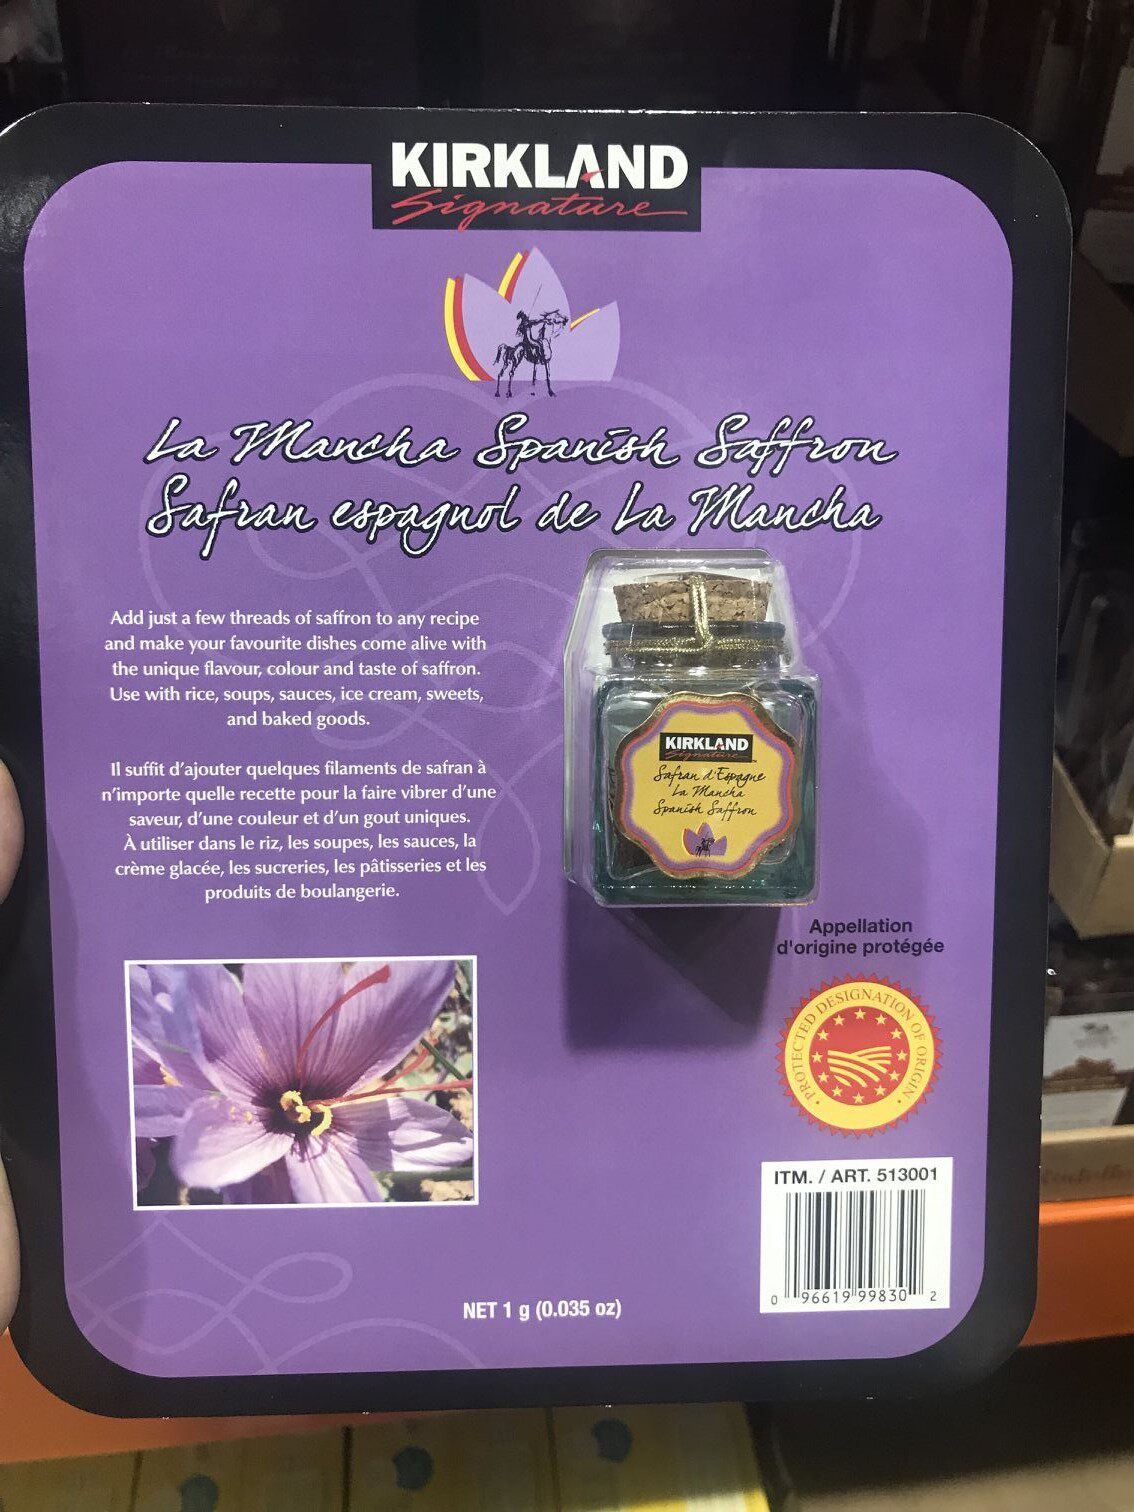 KIRKLAND
Signature
La Mancha Spanish Saffron
Safran espagnol de La Mancha
Add just a few threads of saffron to any recipe
and make your favourite dishes come alive with
the unique flavour, colour and taste of saffron.
Use with rice, soups, sauces, ice cream, sweets,
and baked goods.
Il suffit d'ajouter quelques filaments de safran à
n'importe quelle recette pour la faire vibrer d'une
saveur, d'une couleur et d'un gout uniques.
À utiliser dans le riz, les soupes, les sauces, la
crème glacée, les sucreries, les pâtisseries et les
produits de boulangerie.
KIRKLAND
Signature
Safran d'Espagne
La Mancha
Spanish Saffron
Appellation
d'origine protégée
PROTECTED DESIGNATION OF ORIGIN
ITM. / ART. 513001
0 96619 99830 2
NET 1 g (0.035 oz)